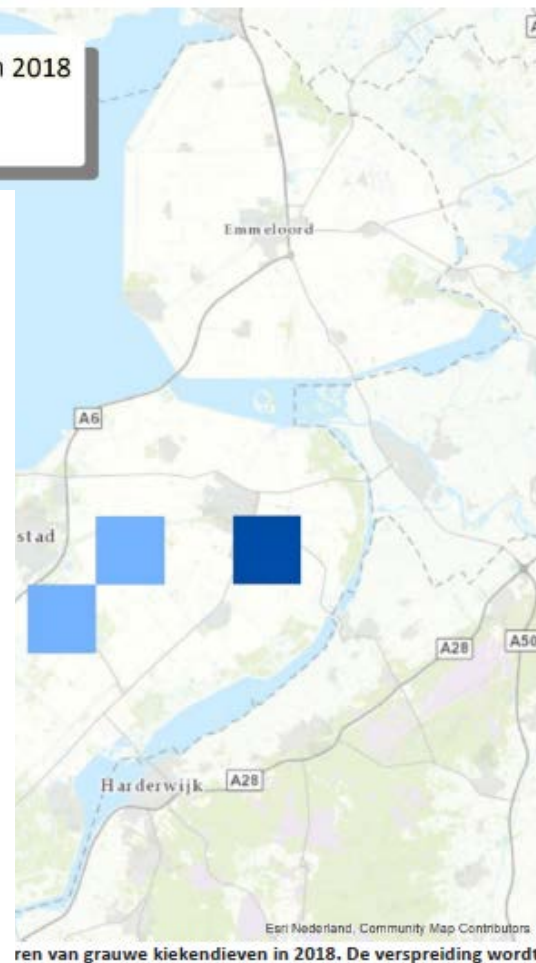 n 2018
Emmeloord
A6
stad
A28
A50
Harderwijk
A28
Esri Nederland, Community Map Contributors
ren van grauwe kiekendieven in 2018. De verspreiding wordt